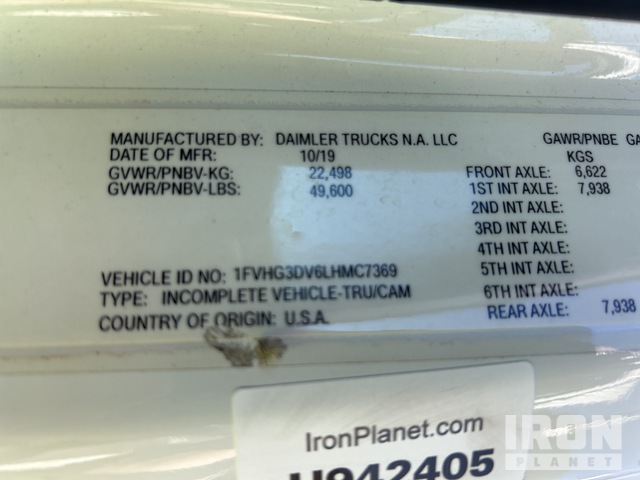 MANUFACTURED BY: DAIMLER TRUCKS N.A. LLC
DATE OF MFR: 10/19
GVWR/PNBV-KG: 22,498
GVWR/PNBV-LBS: 49,600
GAWR/PNBE GA
KGS
FRONT AXLE: 6,622
1ST INT AXLE: 7,938
2ND INT AXLE:
3RD INT AXLE:
4TH INT AXLE:
5TH INT AXLE:
6TH INT AXLE:
REAR AXLE: 7,938
VEHICLE ID NO: 1FVHG3DV6LHMC7369
TYPE: INCOMPLETE VEHICLE-TRU/CAM
COUNTRY OF ORIGIN: U.S.A.
IronPlanet.com
U942405
IRON
PLANET